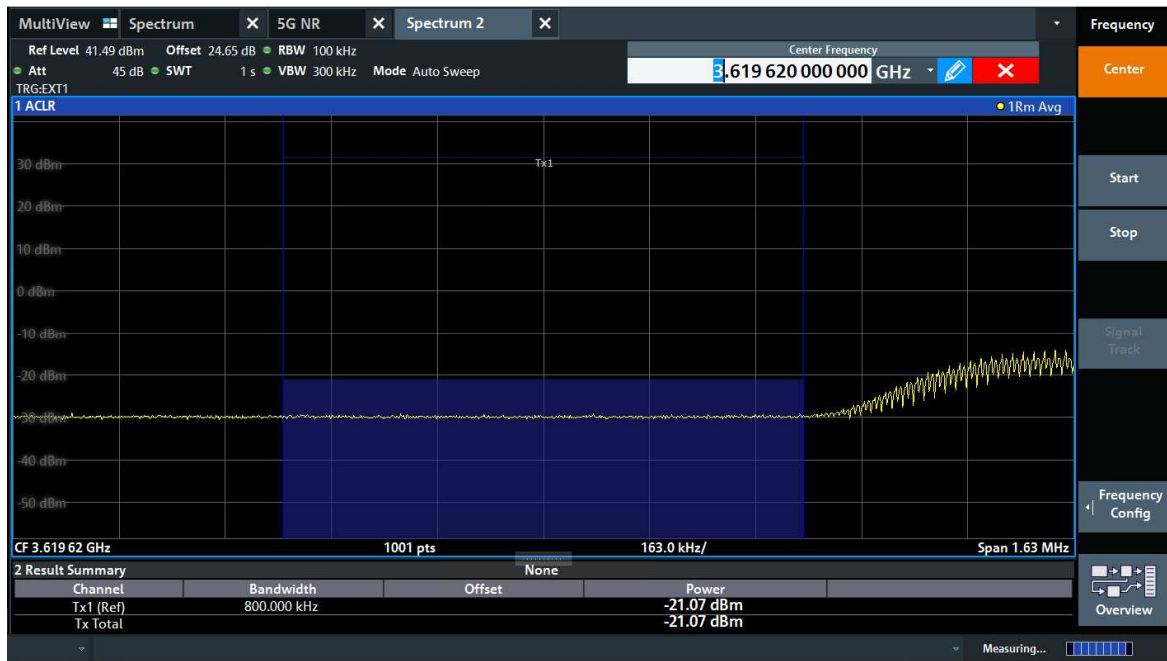 MultiView Spectrum 5G NR Spectrum 2 Frequency
Ref Level 41.49 dBm Offset 24.65 dB RBW 100 kHz
Center Frequency
Att 45 dB SWT 1 s VBW 300 kHz Mode Auto Sweep
3.619 620 000 000 GHz
Center
TRG:EXT1
1 ACLR 1Rm Avg
Tx1
30 dBm
Start
20 dBm
Stop
10 dBm
0 dBm
-10 dBm
Signal
Track
-20 dBm
-30 dBm
-40 dBm
-50 dBm
Frequency
Config
CF 3.619 62 GHz 1001 pts 163.0 kHz/ Span 1.63 MHz
2 Result Summary None
Channel Bandwidth Offset Power
Tx1 (Ref) 800.000 kHz -21.07 dBm
Tx Total -21.07 dBm
Overview
Measuring...